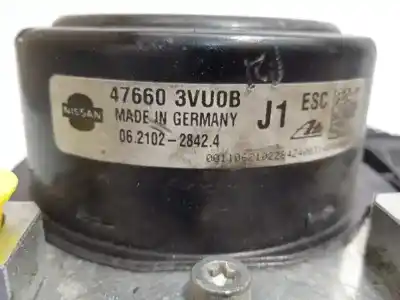 47660 3VU0B
J1
ESC
NISSAN
MADE IN GERMANY
06.2102-2842.4